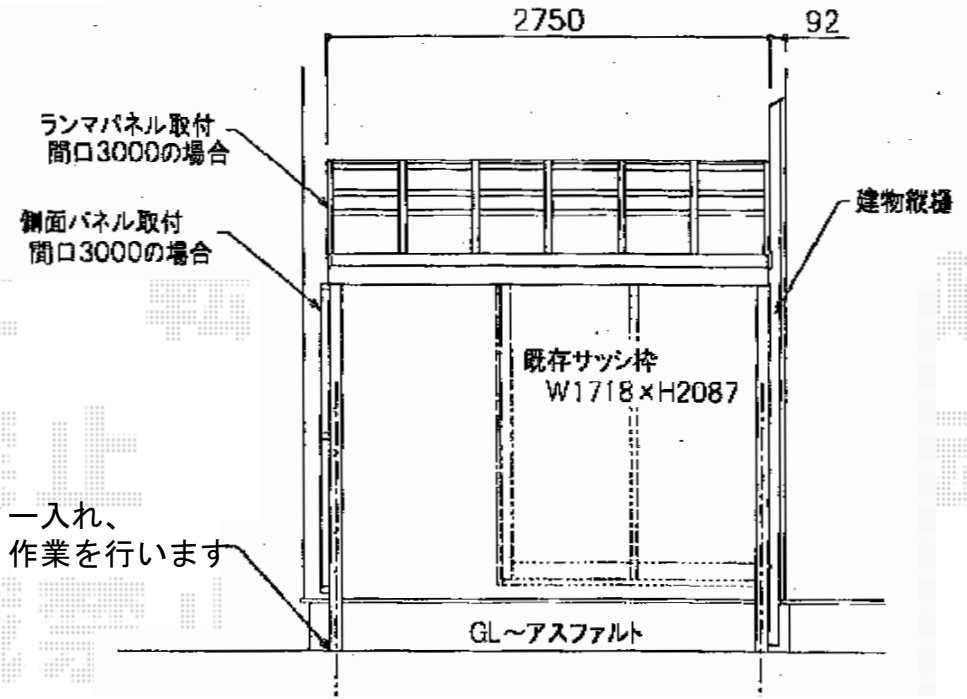 2750
92
ランマパネル取付
間口3000の場合
側面パネル取付
間口3000の場合
建物縦樋
既存サッシ枠
W1718×H2087
ー入れ、
作業を行います
GL～アスファルト